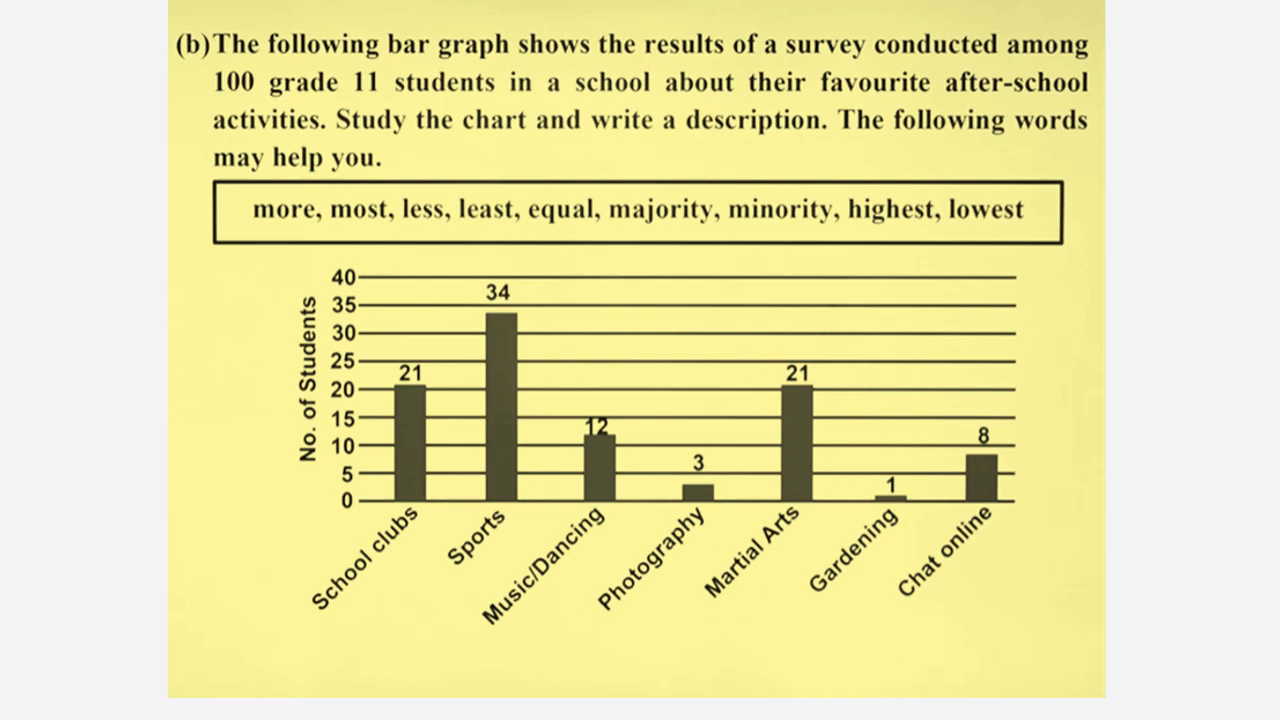 (b) The following bar graph shows the results of a survey conducted among
100 grade 11 students in a school about their favourite after-school
activities. Study the chart and write a description. The following words
may help you.
more, most, less, least, equal, majority, minority, highest, lowest
No. of Students
40
35
30
25
20
15
10
5
0
21
34
12
3
21
1
8
School clubs
Sports
Music/Dancing
Photography
Martial Arts
Gardening
Chat online